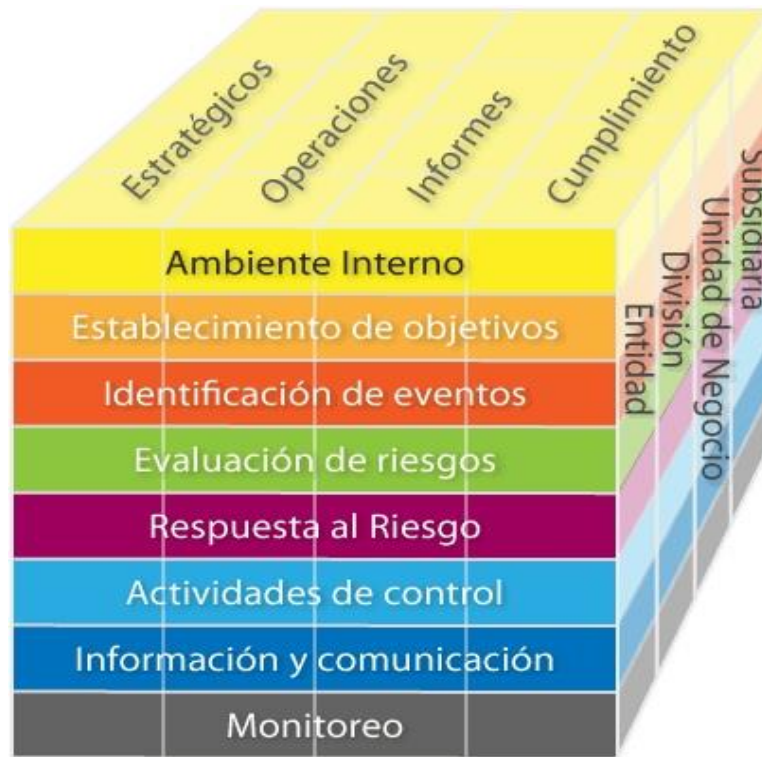 Estratégicos
Operaciones
Informes
Cumplimiento
Ambiente Interno
Establecimiento de objetivos
Identificación de eventos
Evaluación de riesgos
Respuesta al Riesgo
Actividades de control
Información y comunicación
Monitoreo
Entidad
División
Unidad de Negocio
Subsidiaria